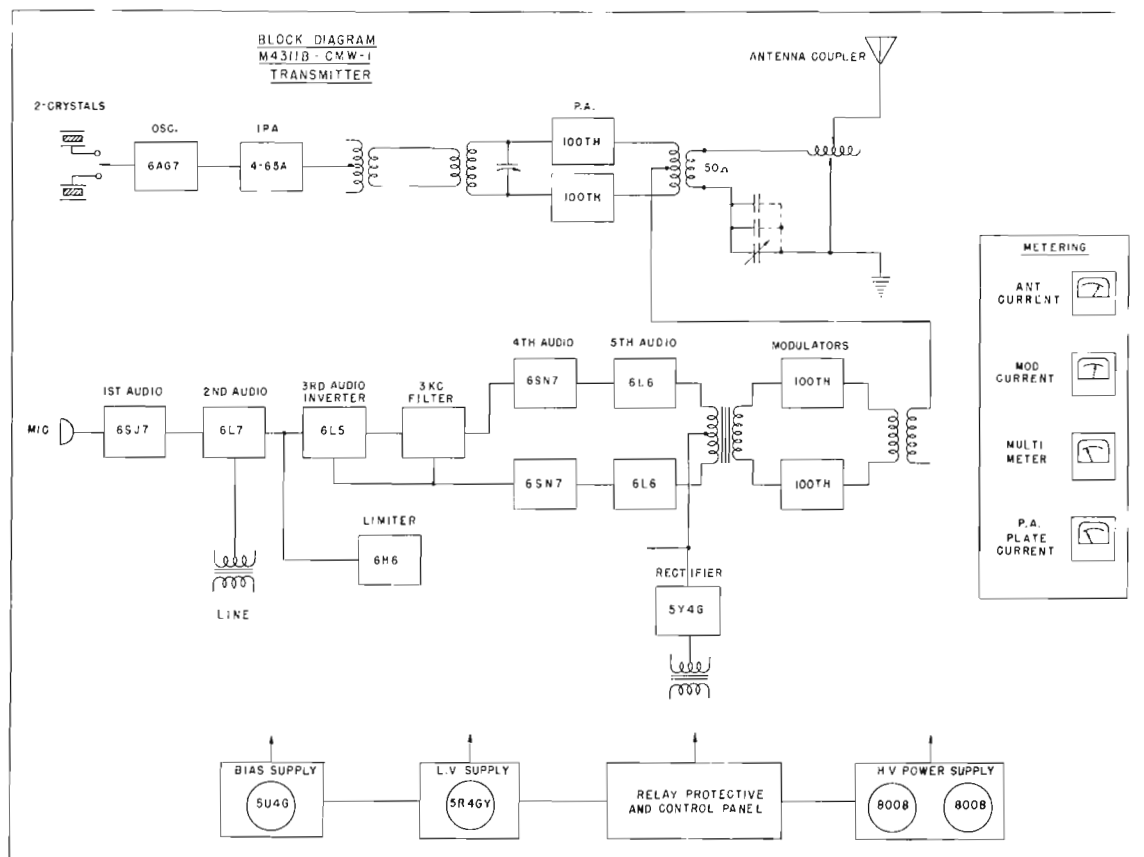 BLOCK DIAGRAM
M4311B-CMW-1
TRANSMITTER
ANTENNA COUPLER
2-CRYSTALS
OSC.
6AG7
IPA
4-65A
P.A.
100TH
100TH
50Ω
METERING
ANT
CURRENT
MOD
CURRENT
MULTI
METER
P.A.
PLATE
CURRENT
MIC
1ST AUDIO
6SJ7
2ND AUDIO
6L7
3RD AUDIO
INVERTER
6L5
3KC
FILTER
4TH AUDIO
6SN7
6SN7
5TH AUDIO
6L6
6L6
MODULATORS
100TH
100TH
LIMITER
6H6
LINE
RECTIFIER
5Y4G
BIAS SUPPLY
5U4G
L.V SUPPLY
5R4GY
RELAY PROTECTIVE
AND CONTROL PANEL
HV POWER SUPPLY
8008
8008